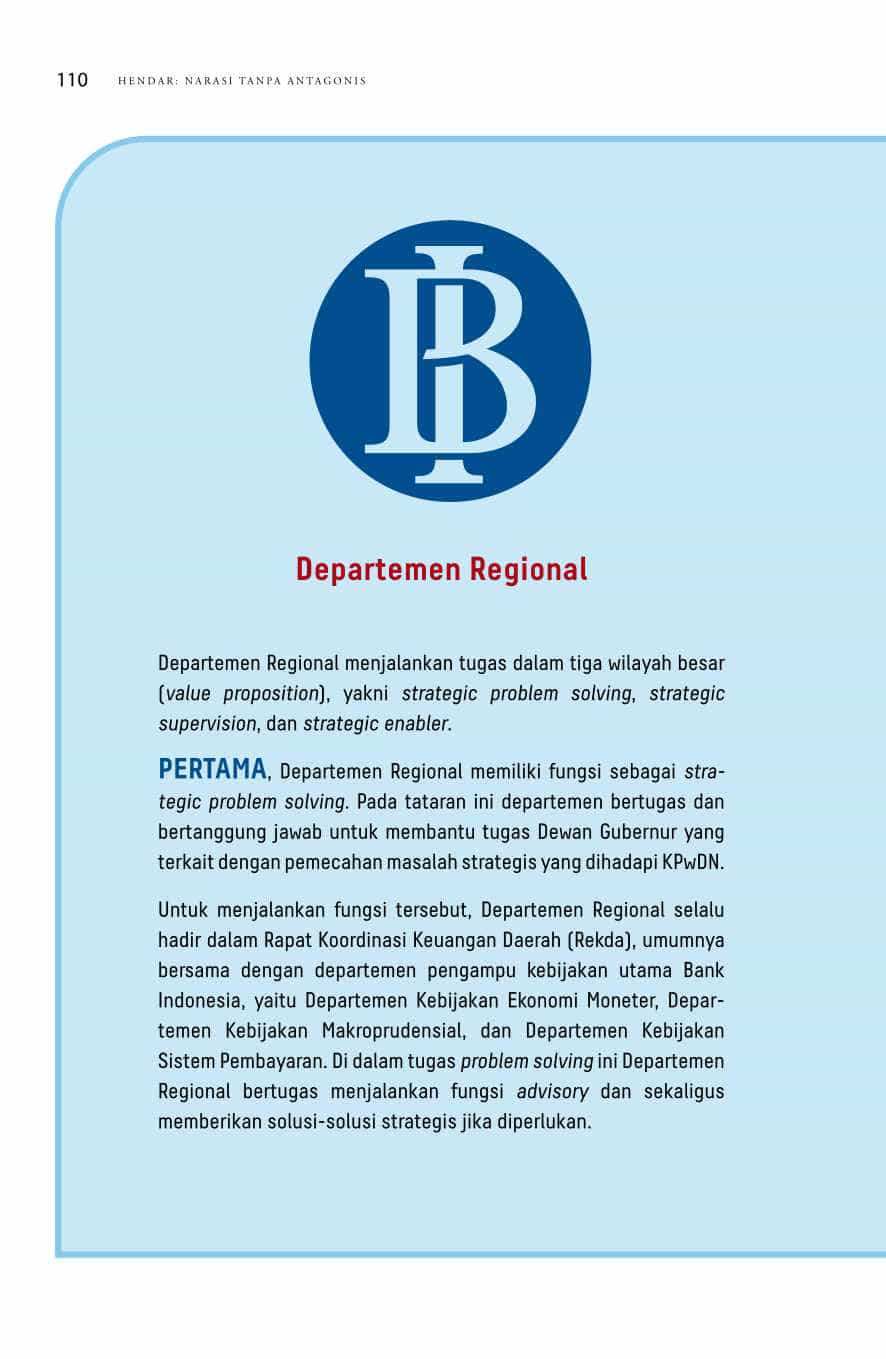 110 HENDAR: NARASI TANPA ANTAGONIS
BI
Departemen Regional
Departemen Regional menjalankan tugas dalam tiga wilayah besar
(value proposition), yakni strategic problem solving, strategic
supervision, dan strategic enabler.
PERTAMA, Departemen Regional memiliki fungsi sebagai stra-
tegic problem solving. Pada tataran ini departemen bertugas dan
bertanggung jawab untuk membantu tugas Dewan Gubernur yang
terkait dengan pemecahan masalah strategis yang dihadapi KPwDN.
Untuk menjalankan fungsi tersebut, Departemen Regional selalu
hadir dalam Rapat Koordinasi Keuangan Daerah (Rekda), umumnya
bersama dengan departemen pengampu kebijakan utama Bank
Indonesia, yaitu Departemen Kebijakan Ekonomi Moneter, Depar-
temen Kebijakan Makroprudensial, dan Departemen Kebijakan
Sistem Pembayaran. Di dalam tugas problem solving ini Departemen
Regional bertugas menjalankan fungsi advisory dan sekaligus
memberikan solusi-solusi strategis jika diperlukan.